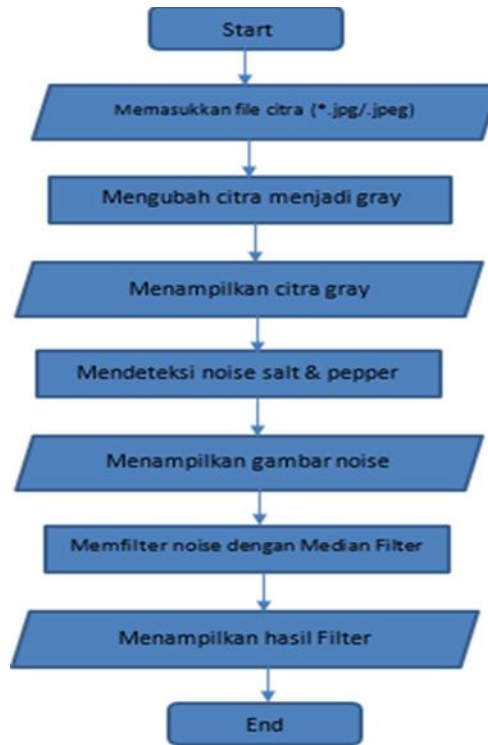 Start
Memasukkan file citra (*.jpg/.jpeg)
Mengubah citra menjadi gray
Menampilkan citra gray
Mendeteksi noise salt & pepper
Menampilkan gambar noise
Memfilter noise dengan Median Filter
Menampilkan hasil Filter
End